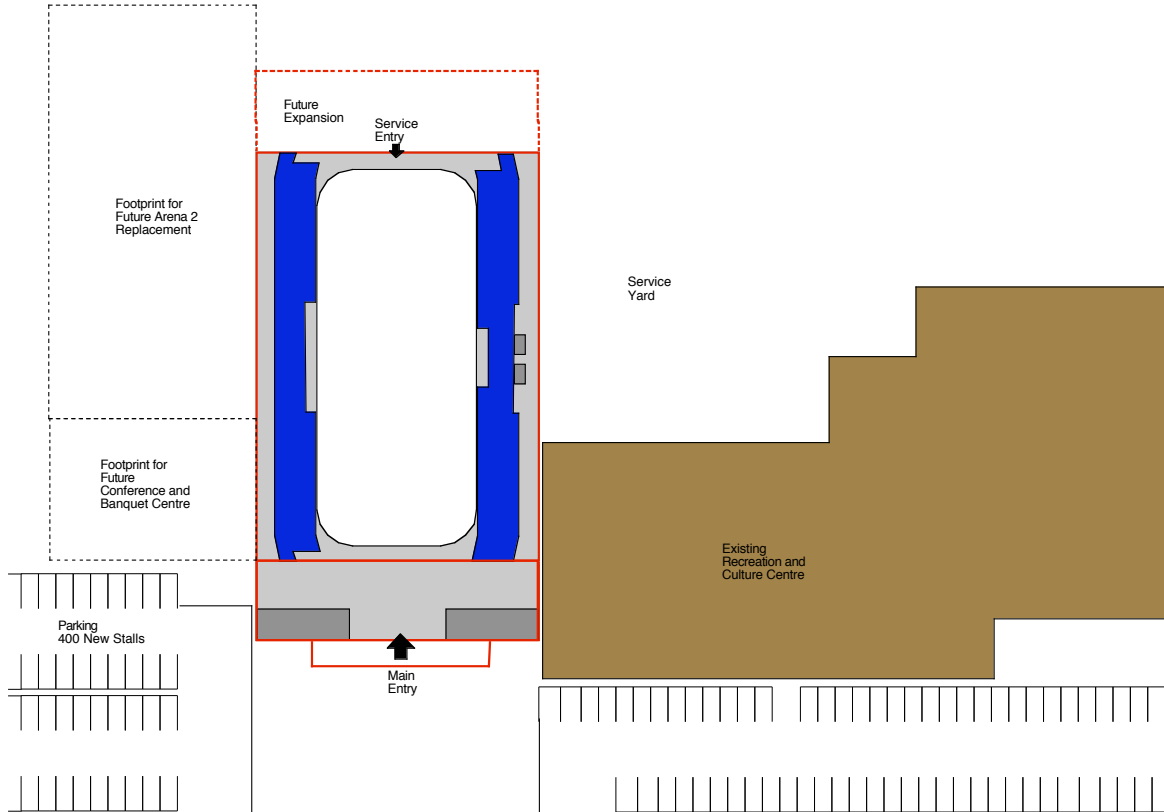 Future
Expansion
Service
Entry
Footprint for
Future Arena 2
Replacement
Service
Yard
Footprint for
Future
Conference and
Banquet Centre
Existing
Recreation and
Culture Centre
Parking
400 New Stalls
Main
Entry